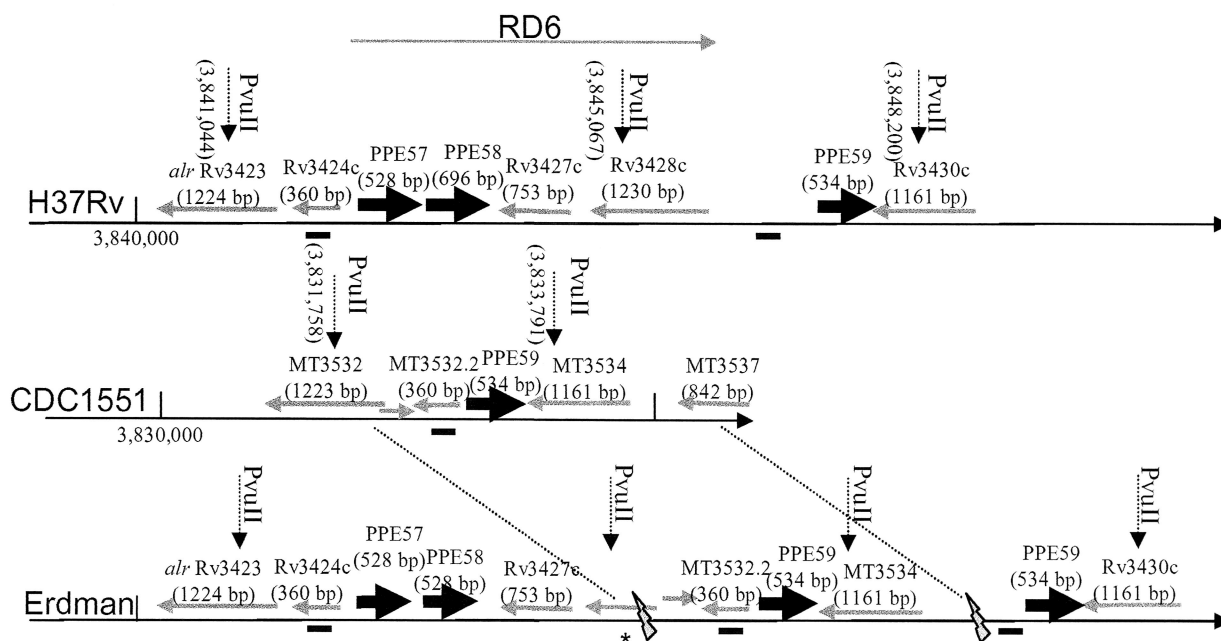 RD6
PvuII
(3,841,044)
PvuII
(3,845,067)
PvuII
(3,848,200)
alr Rv3423
(1224 bp)
Rv3424c
(360 bp)
PPE57
(528 bp)
PPE58
(696 bp)
Rv3427c
(753 bp)
Rv3428c
(1230 bp)
PPE59
(534 bp)
Rv3430c
(1161 bp)
H37Rv
3,840,000
PvuII
(3,831,758)
PvuII
(3,833,791)
MT3532
(1223 bp)
MT3532.2
(360 bp)
PPE59
(534 bp)
MT3534
(1161 bp)
MT3537
(842 bp)
CDC1551
3,830,000
PvuII
PvuII
PvuII
PvuII
alr Rv3423
(1224 bp)
Rv3424c
(360 bp)
PPE57
(528 bp)
PPE58
(528 bp)
Rv3427c
(753 bp)
MT3532.2
(360 bp)
PPE59
(534 bp)
MT3534
(1161 bp)
PPE59
(534 bp)
Rv3430c
(1161 bp)
Erdman
*